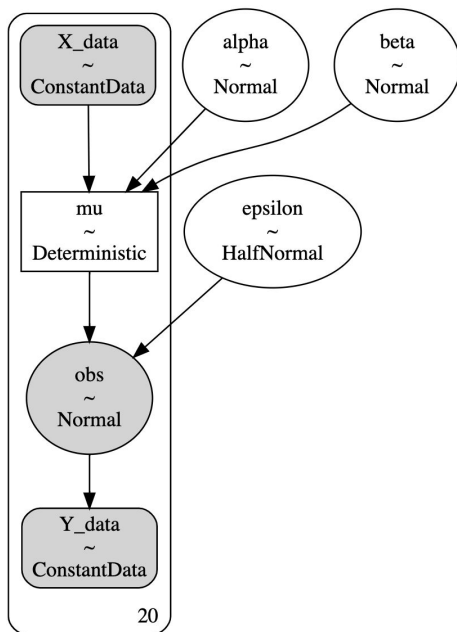 X_data
~
ConstantData
alpha
~
Normal
beta
~
Normal
mu
~
Deterministic
epsilon
~
HalfNormal
obs
~
Normal
Y_data
~
ConstantData
20